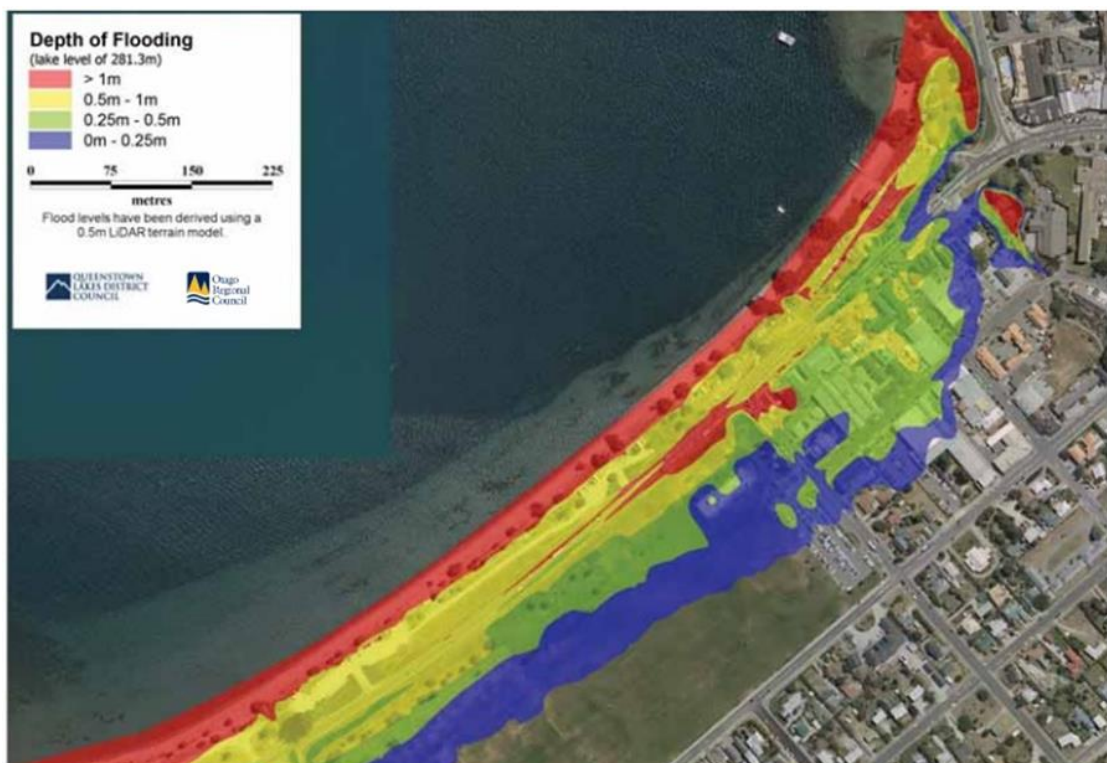 Depth of Flooding
(lake level of 281.3m)
> 1m
0.5m - 1m
0.25m - 0.5m
0m - 0.25m
0 75 150 225
metres
Flood levels have been derived using a
0.5m LiDAR terrain model.
QUEENSTOWN
LAKES DISTRICT
COUNCIL
Otago
Regional
Council